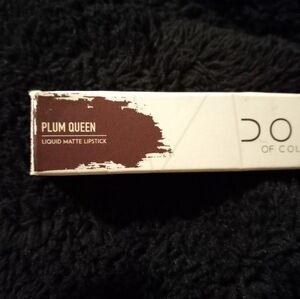 PLUM QUEEN
LIQUID MATTE LIPSTICK
DO
OF COL